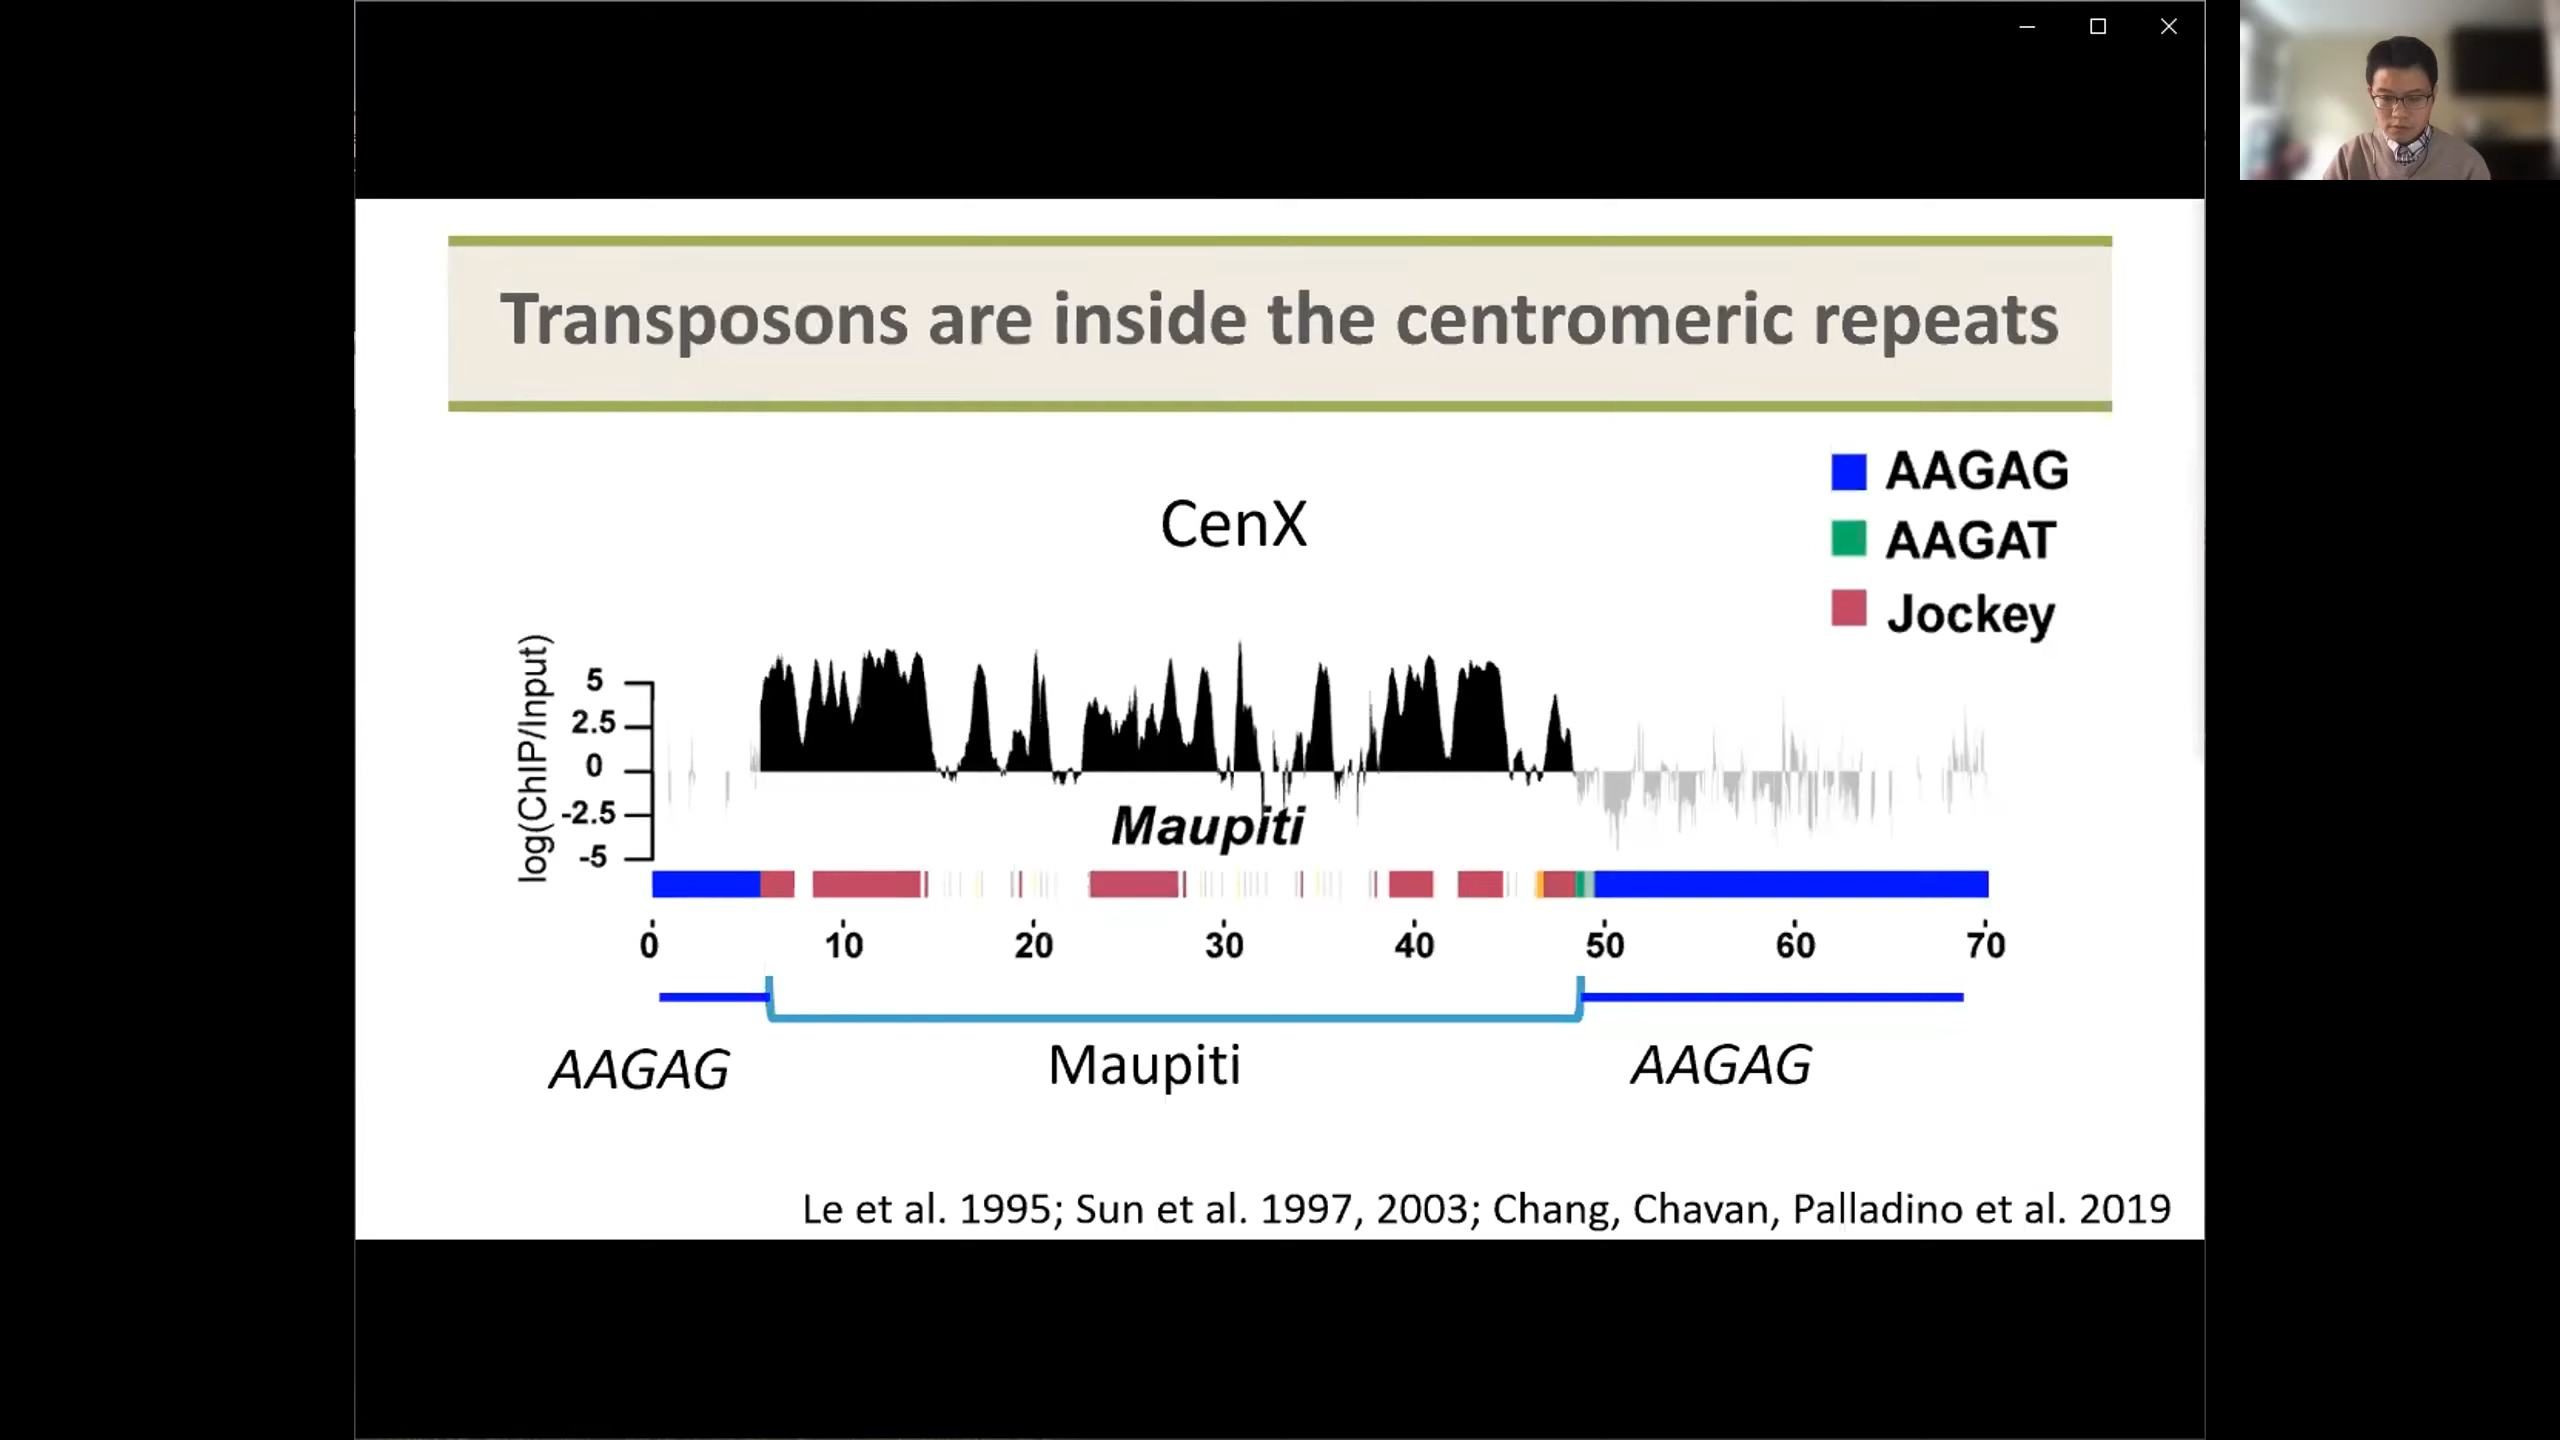 Transposons are inside the centromeric repeats
CenX
AAGAG
AAGAT
Jockey
log(ChIP/Input)
5
2.5
0
-2.5
-5
Maupiti
0 10 20 30 40 50 60 70
AAGAG Maupiti AAGAG
Le et al. 1995; Sun et al. 1997, 2003; Chang, Chavan, Palladino et al. 2019